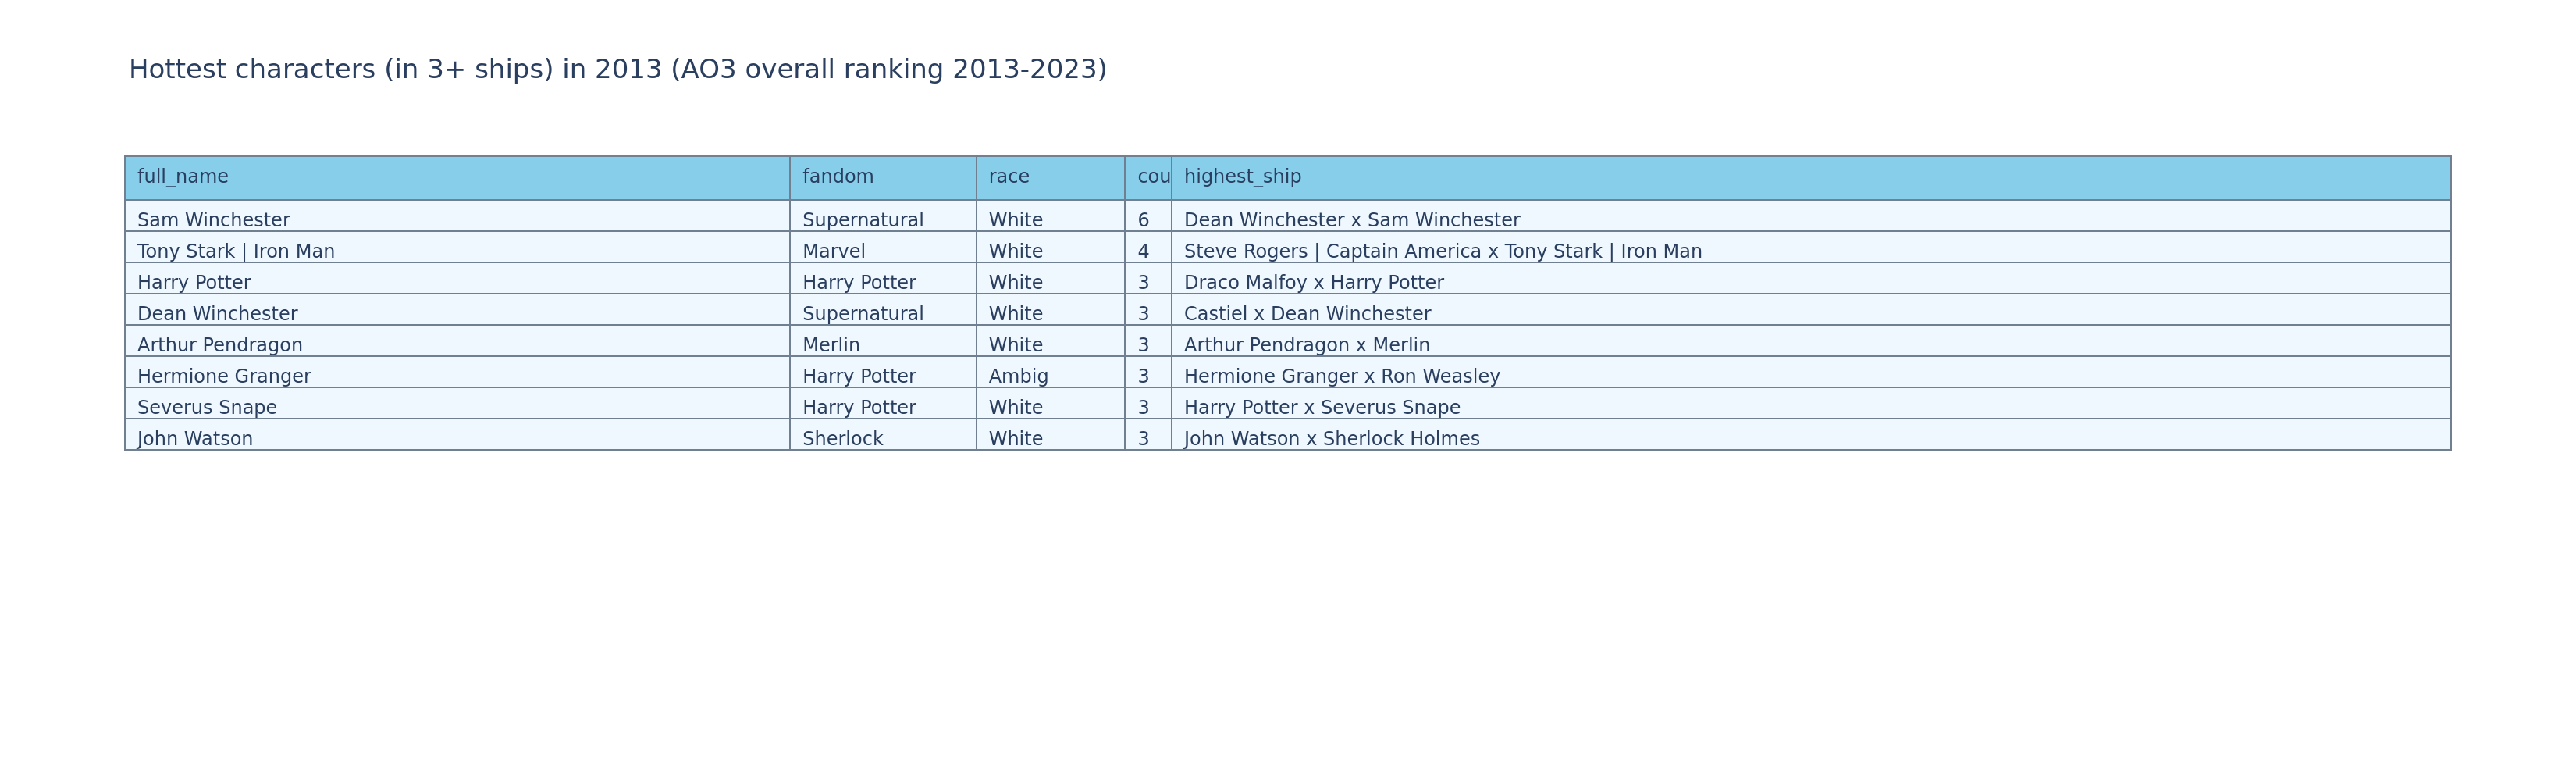 Hottest characters (in 3+ ships) in 2013 (AO3 overall ranking 2013-2023)
full_name fandom race cou highest_ship
Sam Winchester Supernatural White 6 Dean Winchester x Sam Winchester
Tony Stark | Iron Man Marvel White 4 Steve Rogers | Captain America x Tony Stark | Iron Man
Harry Potter Harry Potter White 3 Draco Malfoy x Harry Potter
Dean Winchester Supernatural White 3 Castiel x Dean Winchester
Arthur Pendragon Merlin White 3 Arthur Pendragon x Merlin
Hermione Granger Harry Potter Ambig 3 Hermione Granger x Ron Weasley
Severus Snape Harry Potter White 3 Harry Potter x Severus Snape
John Watson Sherlock White 3 John Watson x Sherlock Holmes